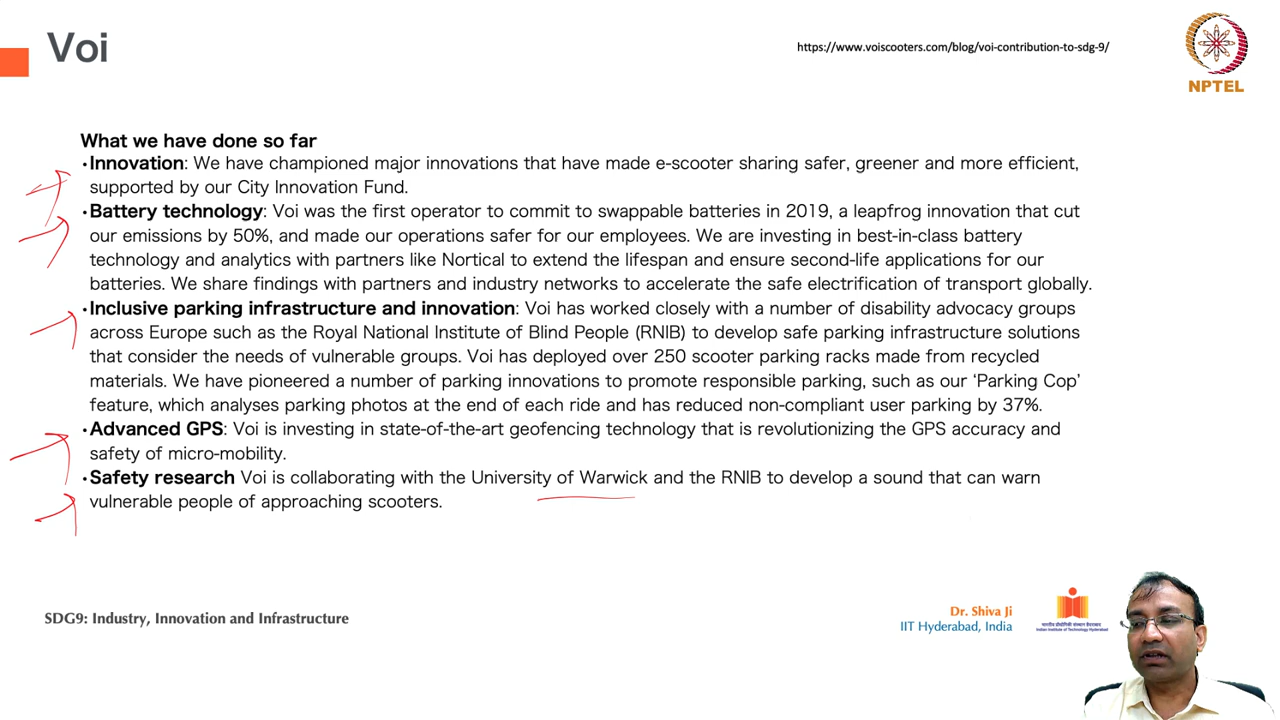 Voi
https://www.voiscooters.com/blog/voi-contribution-to-sdg-9/
NPTEL
What we have done so far
•Innovation: We have championed major innovations that have made e-scooter sharing safer, greener and more efficient,
supported by our City Innovation Fund.
•Battery technology: Voi was the first operator to commit to swappable batteries in 2019, a leapfrog innovation that cut
our emissions by 50%, and made our operations safer for our employees. We are investing in best-in-class battery
technology and analytics with partners like Nortical to extend the lifespan and ensure second-life applications for our
batteries. We share findings with partners and industry networks to accelerate the safe electrification of transport globally.
•Inclusive parking infrastructure and innovation: Voi has worked closely with a number of disability advocacy groups
across Europe such as the Royal National Institute of Blind People (RNIB) to develop safe parking infrastructure solutions
that consider the needs of vulnerable groups. Voi has deployed over 250 scooter parking racks made from recycled
materials. We have pioneered a number of parking innovations to promote responsible parking, such as our ‘Parking Cop’
feature, which analyses parking photos at the end of each ride and has reduced non-compliant user parking by 37%.
•Advanced GPS: Voi is investing in state-of-the-art geofencing technology that is revolutionizing the GPS accuracy and
safety of micro-mobility.
•Safety research Voi is collaborating with the University of Warwick and the RNIB to develop a sound that can warn
vulnerable people of approaching scooters.
SDG9: Industry, Innovation and Infrastructure
Dr. Shiva Ji
IIT Hyderabad, India
भारतीय प्रौद्योगिकी संस्थान हैदराबाद
Indian Institute of Technology Hyderabad